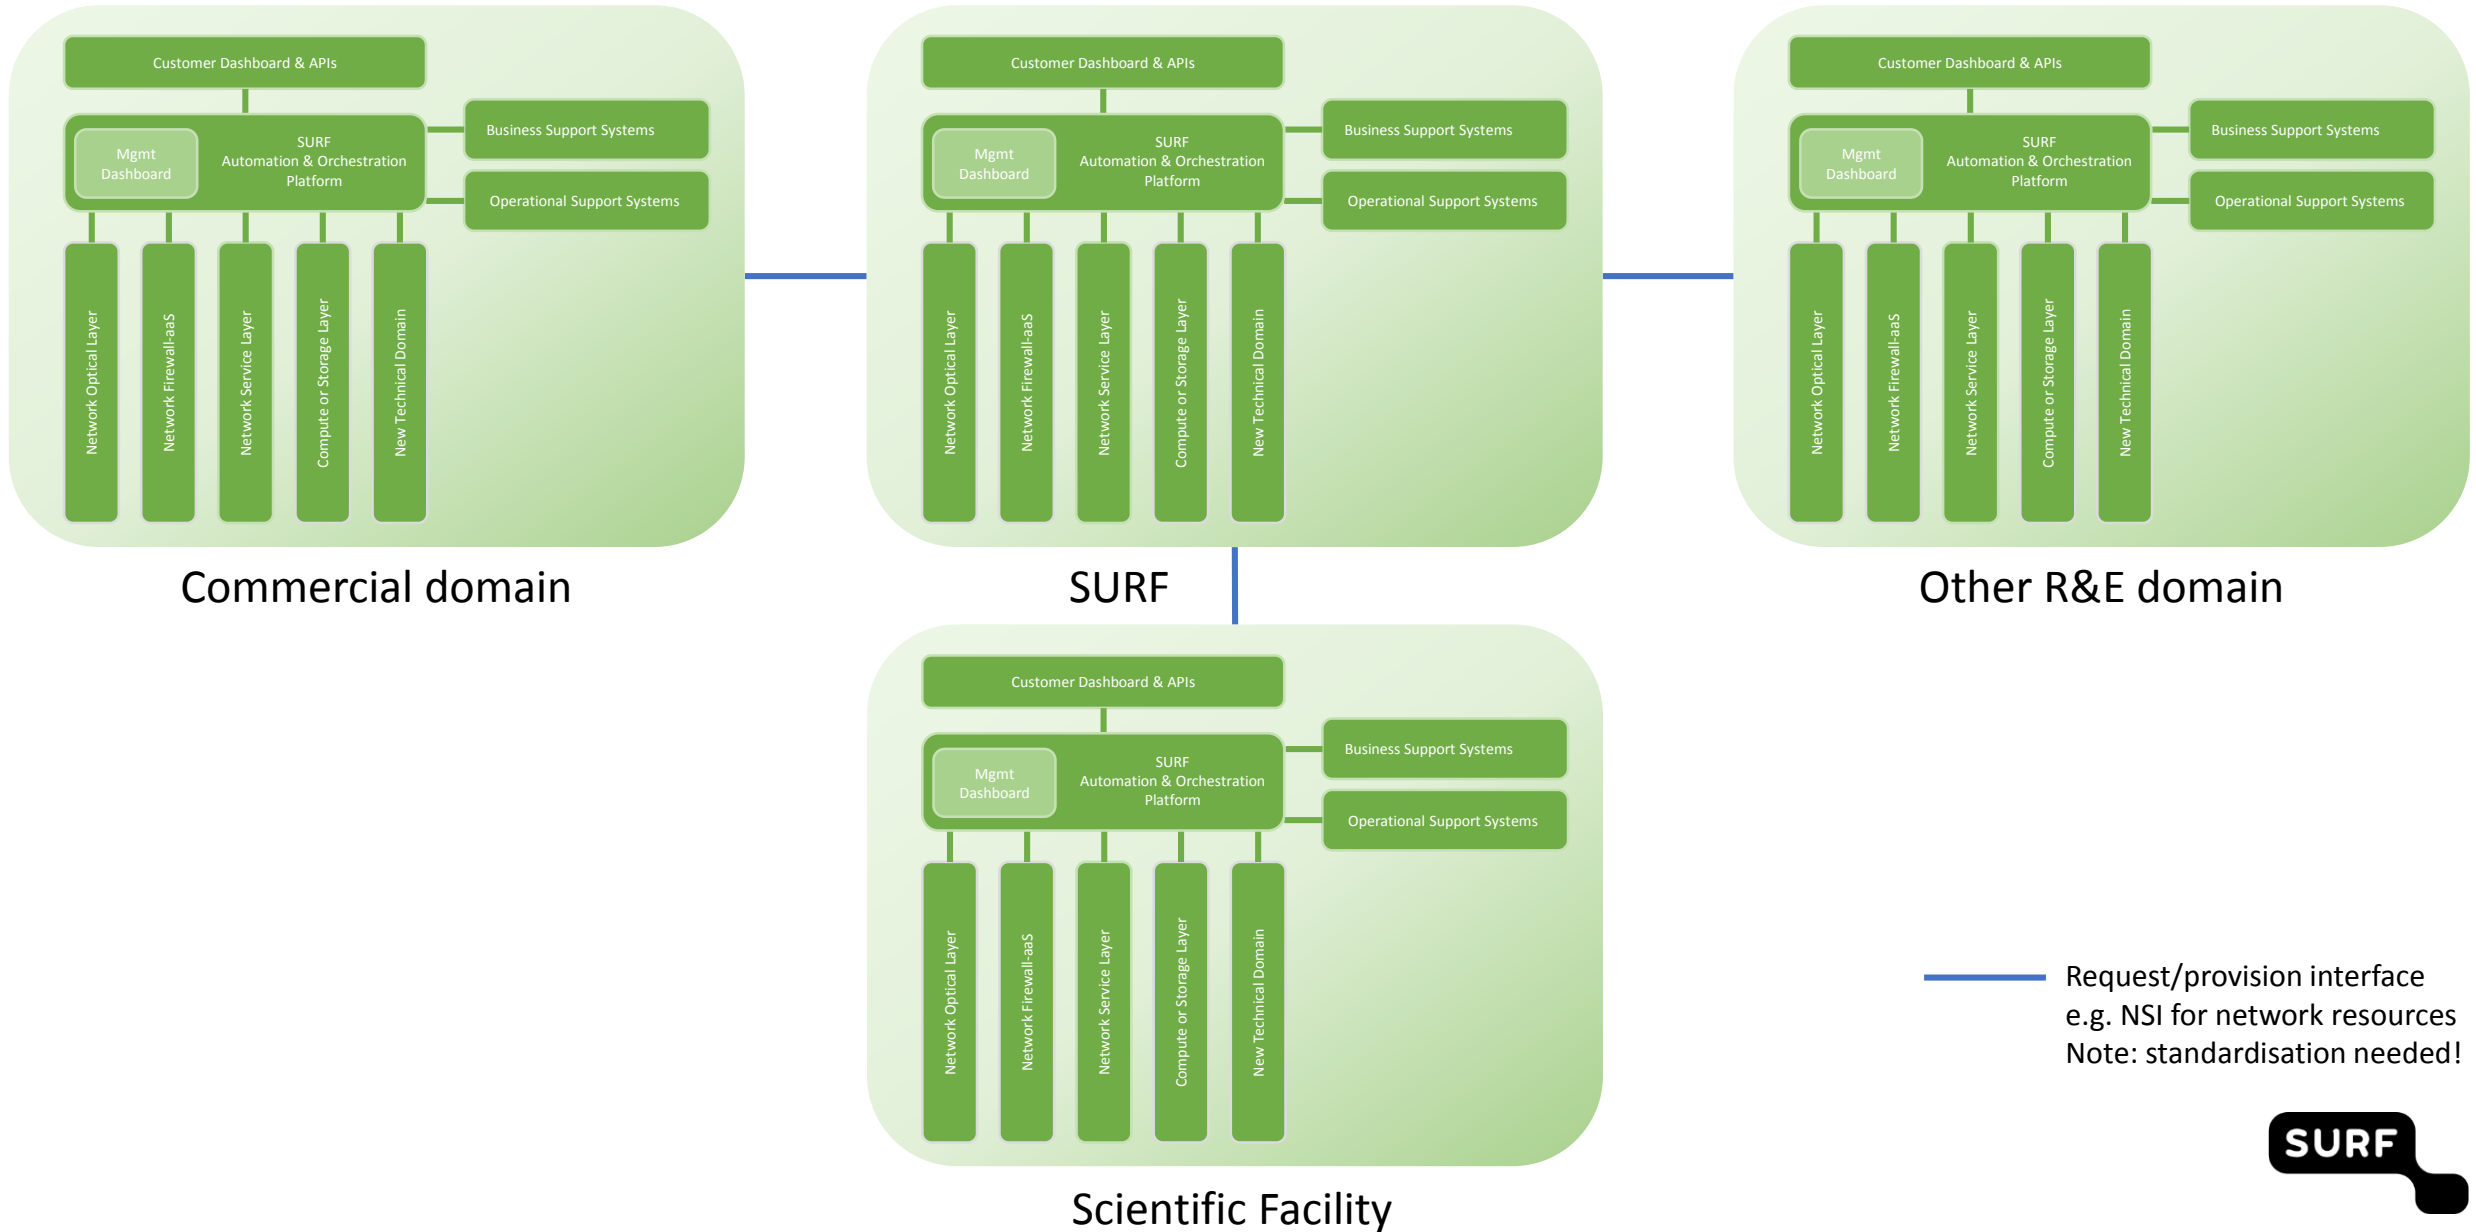 Customer Dashboard & APIs
Mgmt
Dashboard
SURF
Automation & Orchestration
Platform
Business Support Systems
Operational Support Systems
Network Optical Layer
Network Firewall-aaS
Network Service Layer
Compute or Storage Layer
New Technical Domain
Commercial domain
Customer Dashboard & APIs
Mgmt
Dashboard
SURF
Automation & Orchestration
Platform
Business Support Systems
Operational Support Systems
Network Optical Layer
Network Firewall-aaS
Network Service Layer
Compute or Storage Layer
New Technical Domain
SURF
Customer Dashboard & APIs
Mgmt
Dashboard
SURF
Automation & Orchestration
Platform
Business Support Systems
Operational Support Systems
Network Optical Layer
Network Firewall-aaS
Network Service Layer
Compute or Storage Layer
New Technical Domain
Other R&E domain
Customer Dashboard & APIs
Mgmt
Dashboard
SURF
Automation & Orchestration
Platform
Business Support Systems
Operational Support Systems
Network Optical Layer
Network Firewall-aaS
Network Service Layer
Compute or Storage Layer
New Technical Domain
Scientific Facility
Request/provision interface
e.g. NSI for network resources
Note: standardisation needed!
SURF